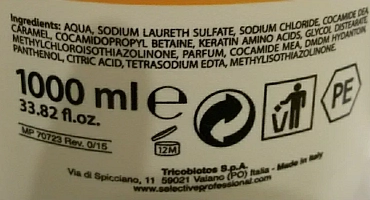 Ingredients: AQUA, SODIUM LAURETH SULFATE, SODIUM CHLORIDE, COCAMIDE DEA,
CARAMEL, COCAMIDOPROPYL BETAINE, KERATIN AMINO ACIDS, GLYCOL DISTEARATE,
METHYLCHLOROISOTHIAZOLINONE, PARFUM, COCAMIDE MEA, DMDM HYDANTOIN,
PANTHENOL, CITRIC ACID, TETRASODIUM EDTA, METHYLISOTHIAZOLINONE.
1000 ml e
33.82 fl.oz.
PE
MP 70723 Rev. 0/15
12M
Tricobiotos S.p.A.
Via di Spicciano, 11 59021 Vaiano (PO) Italia - Made in Italy
www.selectiveprofessional.com